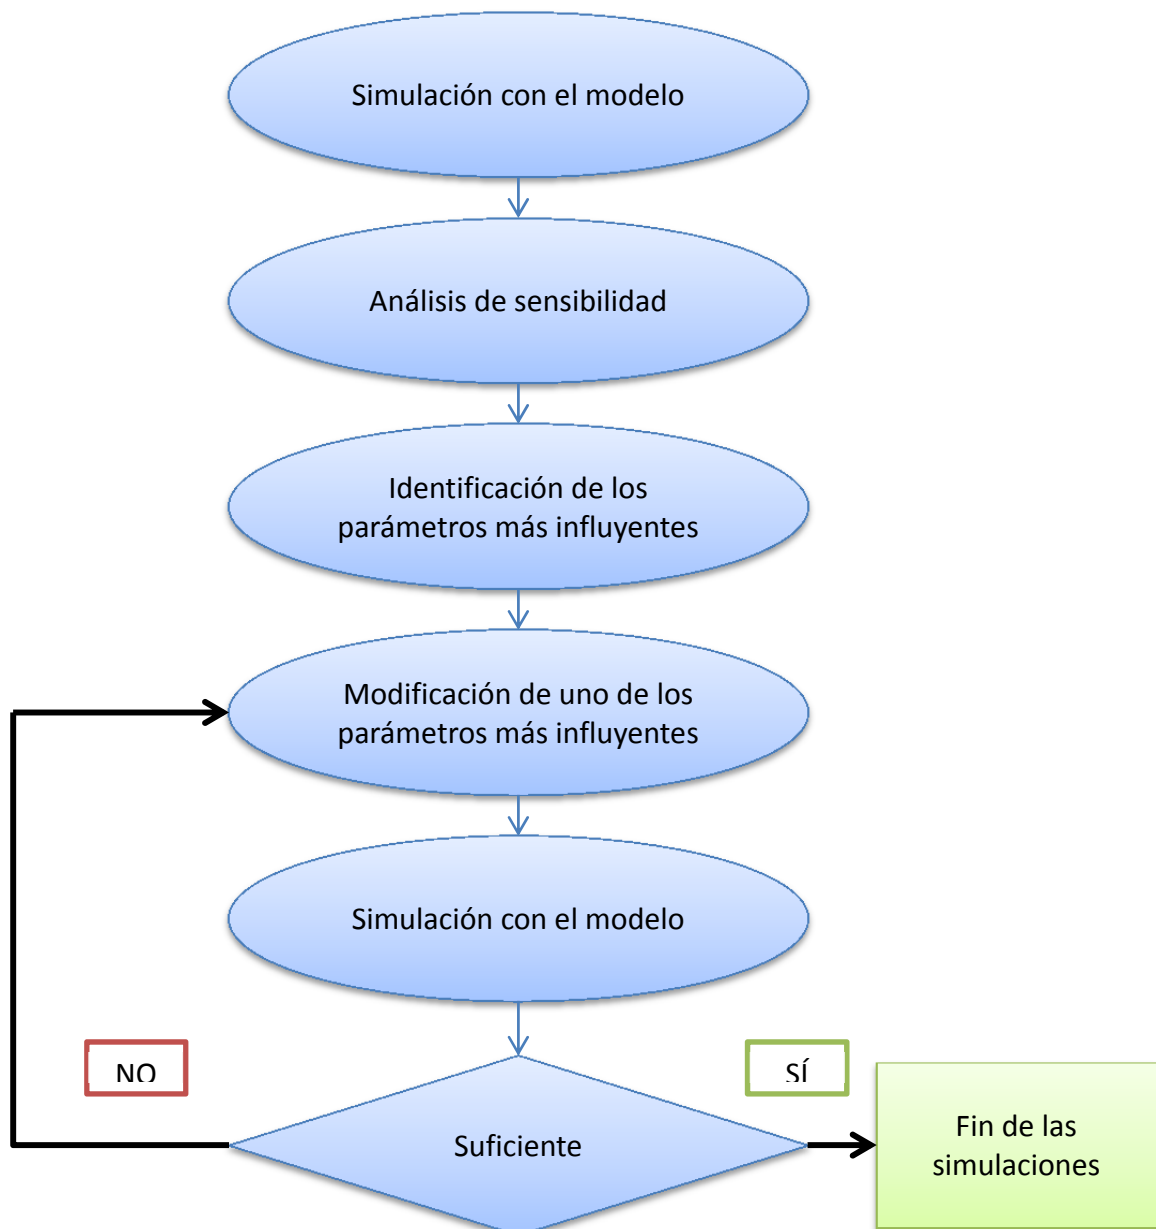 Simulación con el modelo
Análisis de sensibilidad
Identificación de los
parámetros más influyentes
Modificación de uno de los
parámetros más influyentes
Simulación con el modelo
NO
SÍ
Suficiente
Fin de las
simulaciones